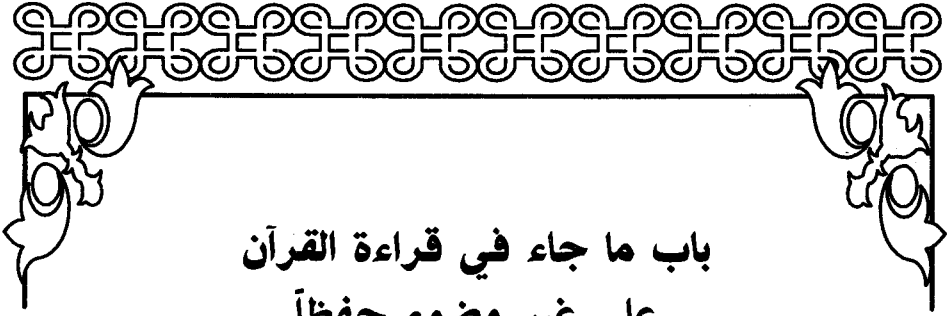 باب ما جاء في قراءة القرآن
على غير وضوء حفظاً